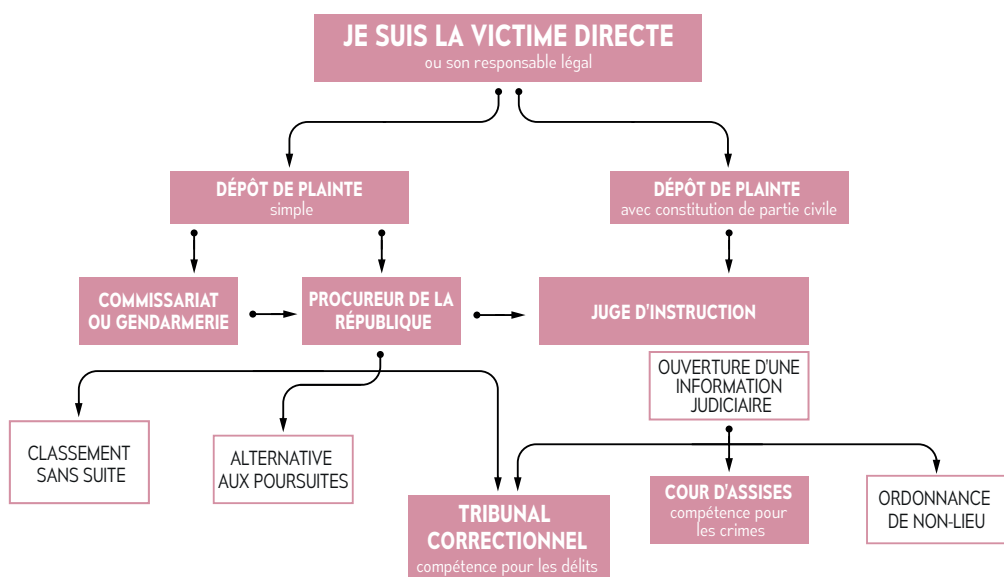 JE SUIS LA VICTIME DIRECTE
ou son responsable légal
DÉPÔT DE PLAINTE
simple
DÉPÔT DE PLAINTE
avec constitution de partie civile
COMMISSARIAT
OU GENDARMERIE
PROCUREUR DE LA
RÉPUBLIQUE
JUGE D'INSTRUCTION
OUVERTURE D'UNE
INFORMATION
JUDICIAIRE
CLASSEMENT
SANS SUITE
ALTERNATIVE
AUX POURSUITES
TRIBUNAL
CORRECTIONNEL
compétence pour les délits
COUR D'ASSISES
compétence pour
les crimes
ORDONNANCE
DE NON-LIEU